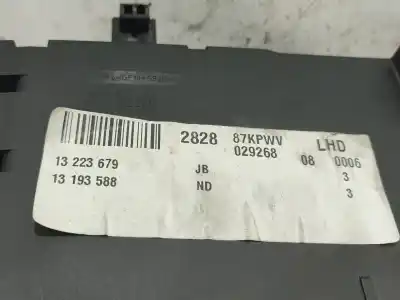 2828 87KPWV LHD
029268 08 0006
13 223 679 JB 3
13 193 588 ND 3